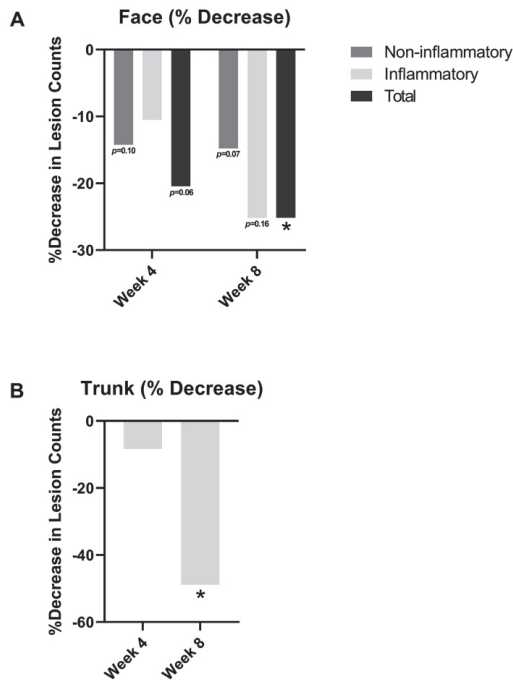 A
Face (% Decrease)
%Decrease in Lesion Counts
0
-10
-20
-30
p=0.10
p=0.06
p=0.07
p=0.16
*
Week 4
Week 8
Non-inflammatory
Inflammatory
Total
B
Trunk (% Decrease)
%Decrease in Lesion Counts
0
-20
-40
-60
*
Week 4
Week 8